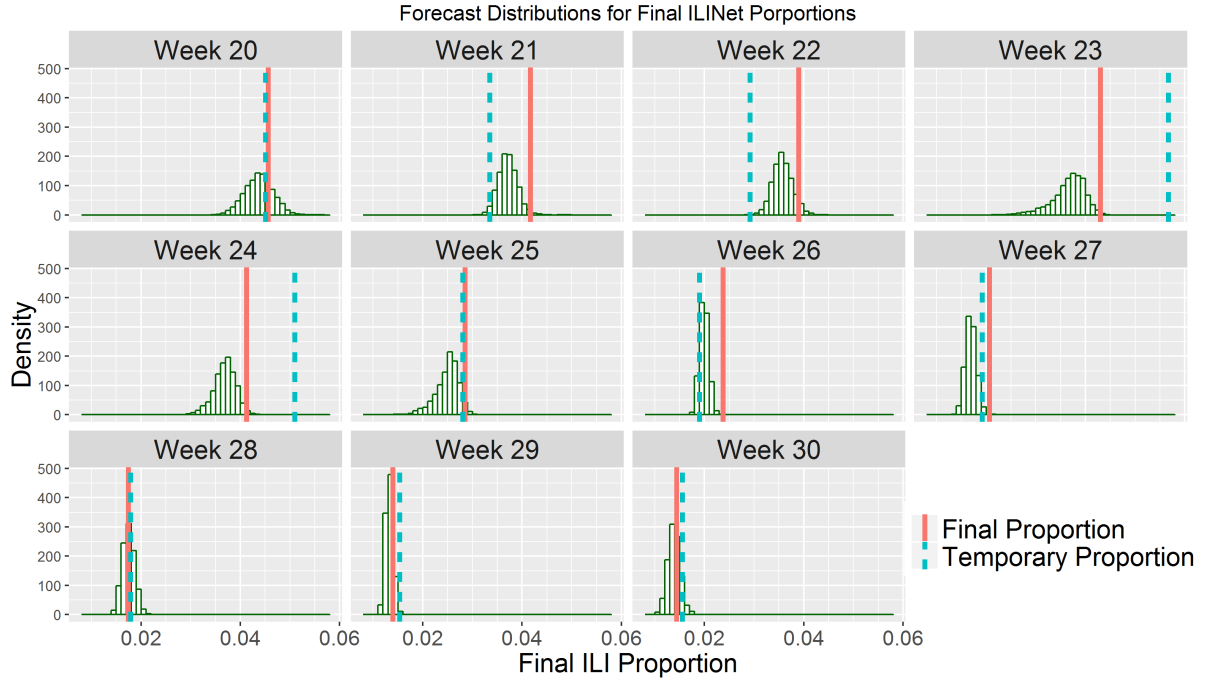 Forecast Distributions for Final ILINet Porportions
Week 20 Week 21 Week 22 Week 23
500
400
300
200
100
0
Week 24 Week 25 Week 26 Week 27
500
400
300
200
100
0
Density
Week 28 Week 29 Week 30
500
400
300
200
100
0
Final Proportion
Temporary Proportion
0.02 0.04 0.06 0.02 0.04 0.06 0.02 0.04 0.06
Final ILI Proportion